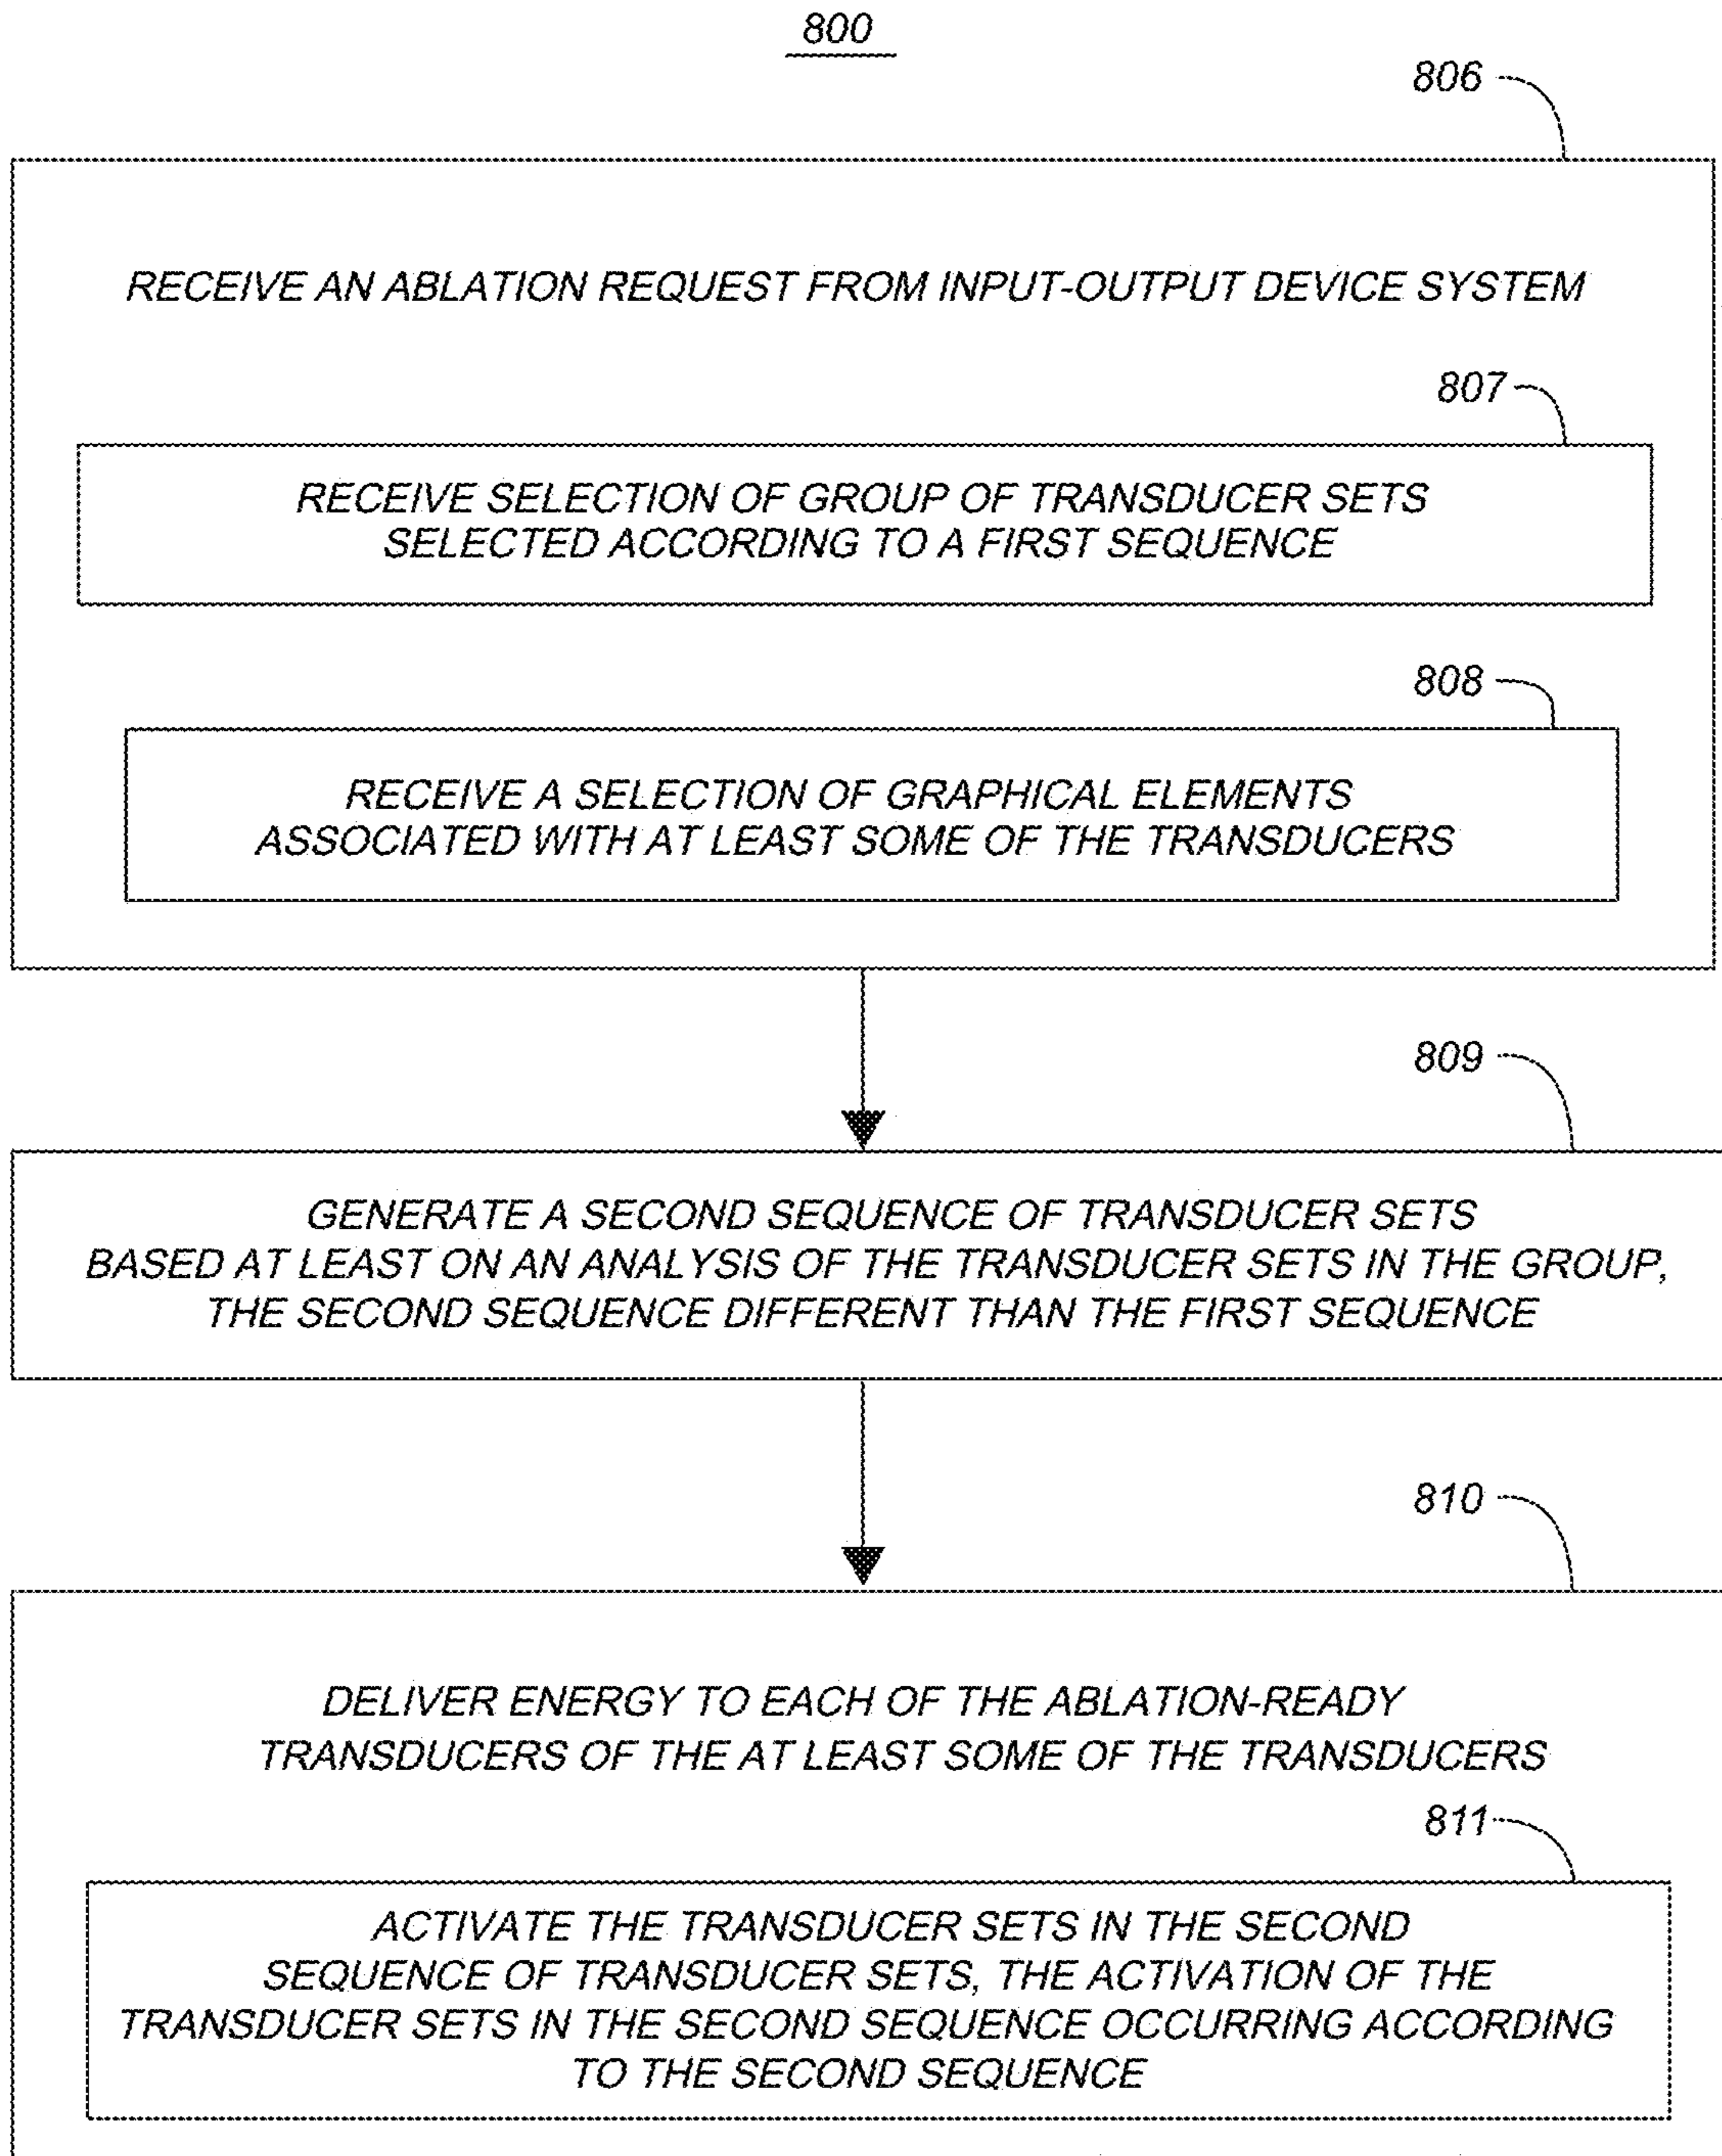 800
806
RECEIVE AN ABLATION REQUEST FROM INPUT-OUTPUT DEVICE SYSTEM
807
RECEIVE SELECTION OF GROUP OF TRANSDUCER SETS
SELECTED ACCORDING TO A FIRST SEQUENCE
808
RECEIVE A SELECTION OF GRAPHICAL ELEMENTS
ASSOCIATED WITH AT LEAST SOME OF THE TRANSDUCERS
809
GENERATE A SECOND SEQUENCE OF TRANSDUCER SETS
BASED AT LEAST ON AN ANALYSIS OF THE TRANSDUCER SETS IN THE GROUP,
THE SECOND SEQUENCE DIFFERENT THAN THE FIRST SEQUENCE
810
DELIVER ENERGY TO EACH OF THE ABLATION-READY
TRANSDUCERS OF THE AT LEAST SOME OF THE TRANSDUCERS
811
ACTIVATE THE TRANSDUCER SETS IN THE SECOND
SEQUENCE OF TRANSDUCER SETS, THE ACTIVATION OF THE
TRANSDUCER SETS IN THE SECOND SEQUENCE OCCURRING ACCORDING
TO THE SECOND SEQUENCE